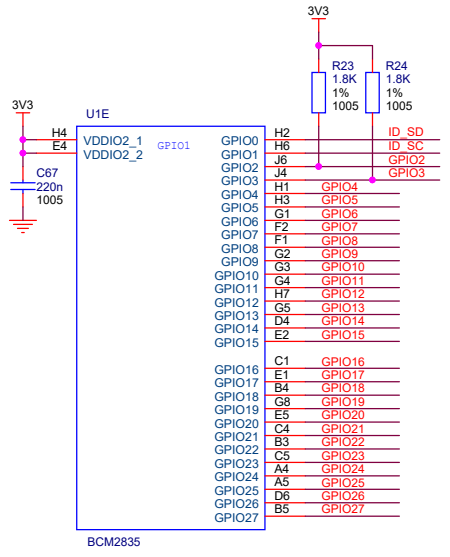 3V3
R23 R24
1.8K 1.8K
1% 1%
1005 1005
3V3
U1E
H4 VDDIO2_1 GPIO1 GPIO0 H2 ID_SD
E4 VDDIO2_2 GPIO1 H6 ID_SC
GPIO2 J6 GPIO2
GPIO3 J4 GPIO3
C67
220n
1005
GPIO4 H1 GPIO4
GPIO5 H3 GPIO5
GPIO6 G1 GPIO6
GPIO7 F2 GPIO7
GPIO8 F1 GPIO8
GPIO9 G2 GPIO9
GPIO10 G3 GPIO10
GPIO11 G4 GPIO11
GPIO12 H7 GPIO12
GPIO13 G5 GPIO13
GPIO14 D4 GPIO14
GPIO15 E2 GPIO15
GPIO16 C1 GPIO16
GPIO17 E1 GPIO17
GPIO18 B4 GPIO18
GPIO19 G8 GPIO19
GPIO20 E5 GPIO20
GPIO21 C4 GPIO21
GPIO22 B3 GPIO22
GPIO23 C5 GPIO23
GPIO24 A4 GPIO24
GPIO25 A5 GPIO25
GPIO26 D6 GPIO26
GPIO27 B5 GPIO27
BCM2835